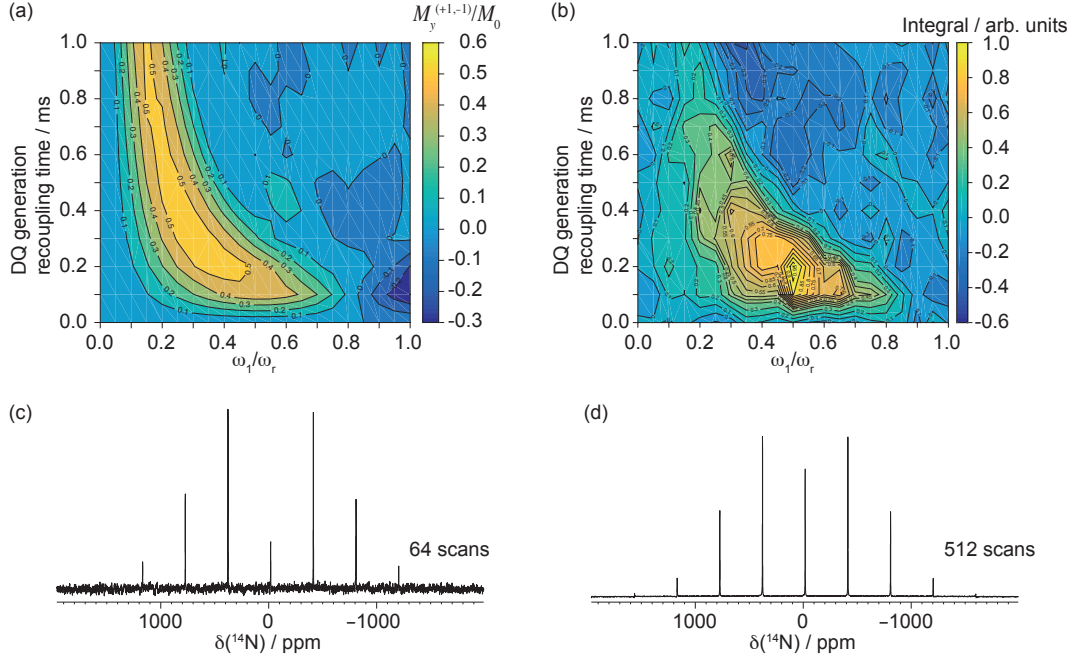 (a)
M_y^(+1,-1)/M_0
1.0
0.8
0.6
0.4
0.2
0.0
DQ generation
recoupling time / ms
0.0 0.2 0.4 0.6 0.8 1.0
ω₁/ωᵣ
0.6
0.5
0.4
0.3
0.2
0.1
0.0
-0.1
-0.2
-0.3
(b)
Integral / arb. units
1.0
0.8
0.6
0.4
0.2
0.0
DQ generation
recoupling time / ms
0.0 0.2 0.4 0.6 0.8 1.0
ω₁/ωᵣ
1.0
0.8
0.6
0.4
0.2
0.0
-0.2
-0.4
-0.6
(c)
64 scans
1000 0 −1000
δ(¹⁴N) / ppm
(d)
512 scans
1000 0 −1000
δ(¹⁴N) / ppm